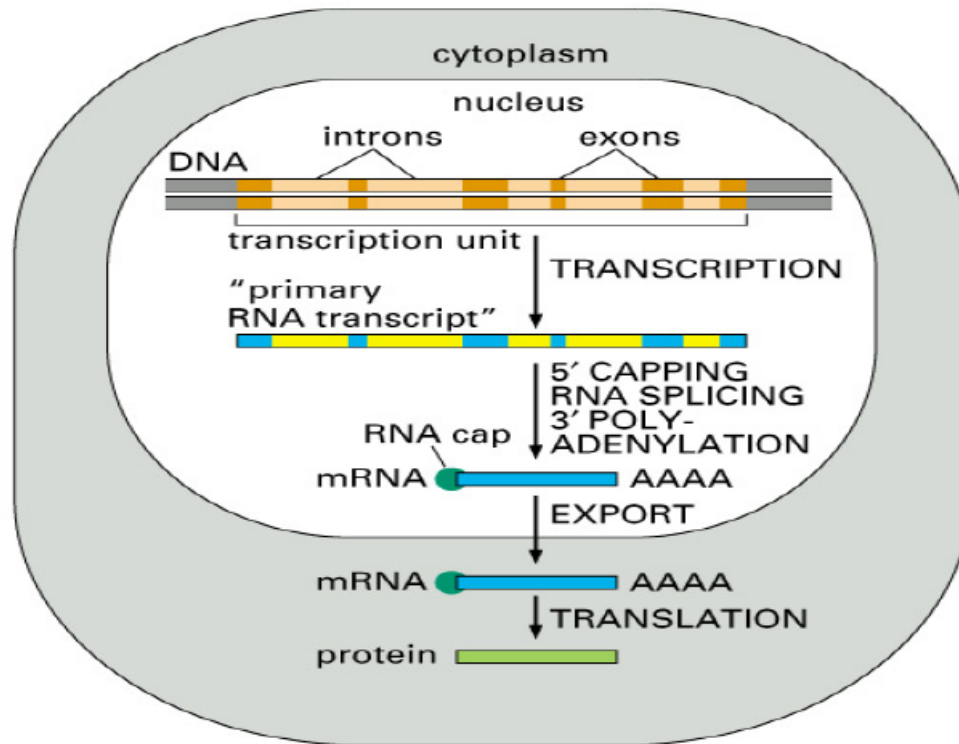 cytoplasm
nucleus
introns
exons
DNA
transcription unit
TRANSCRIPTION
“primary
RNA transcript”
5′ CAPPING
RNA SPLICING
3′ POLY-
ADENYLATION
RNA cap
mRNA
AAAA
EXPORT
mRNA
AAAA
TRANSLATION
protein